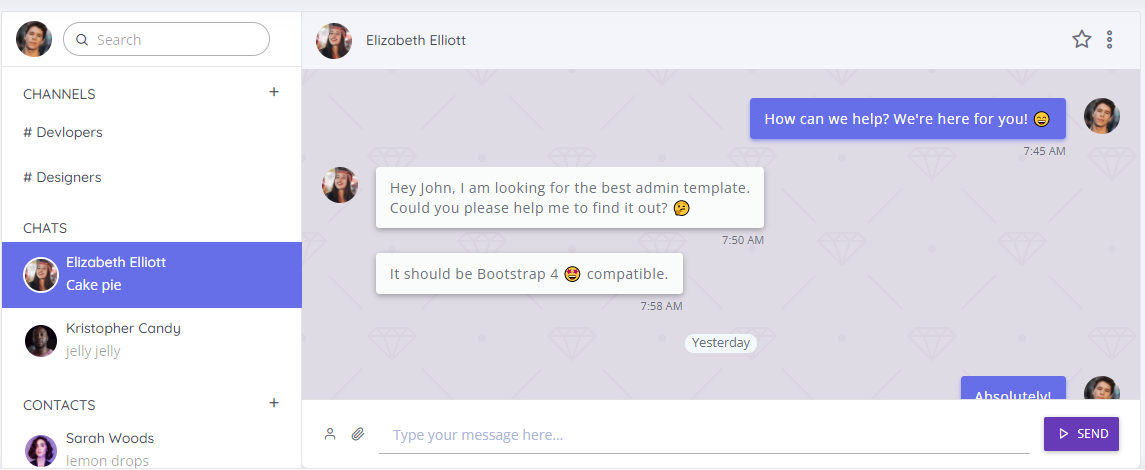 Search
CHANNELS
# Devlopers
# Designers
CHATS
Elizabeth Elliott
Cake pie
Kristopher Candy
jelly jelly
CONTACTS
Sarah Woods
lemon drops
Elizabeth Elliott
How can we help? We're here for you! 😄
7:45 AM
Hey John, I am looking for the best admin template.
Could you please help me to find it out? 🤔
7:50 AM
It should be Bootstrap 4 🤩 compatible.
7:58 AM
Yesterday
Absolutely!
Type your message here...
SEND